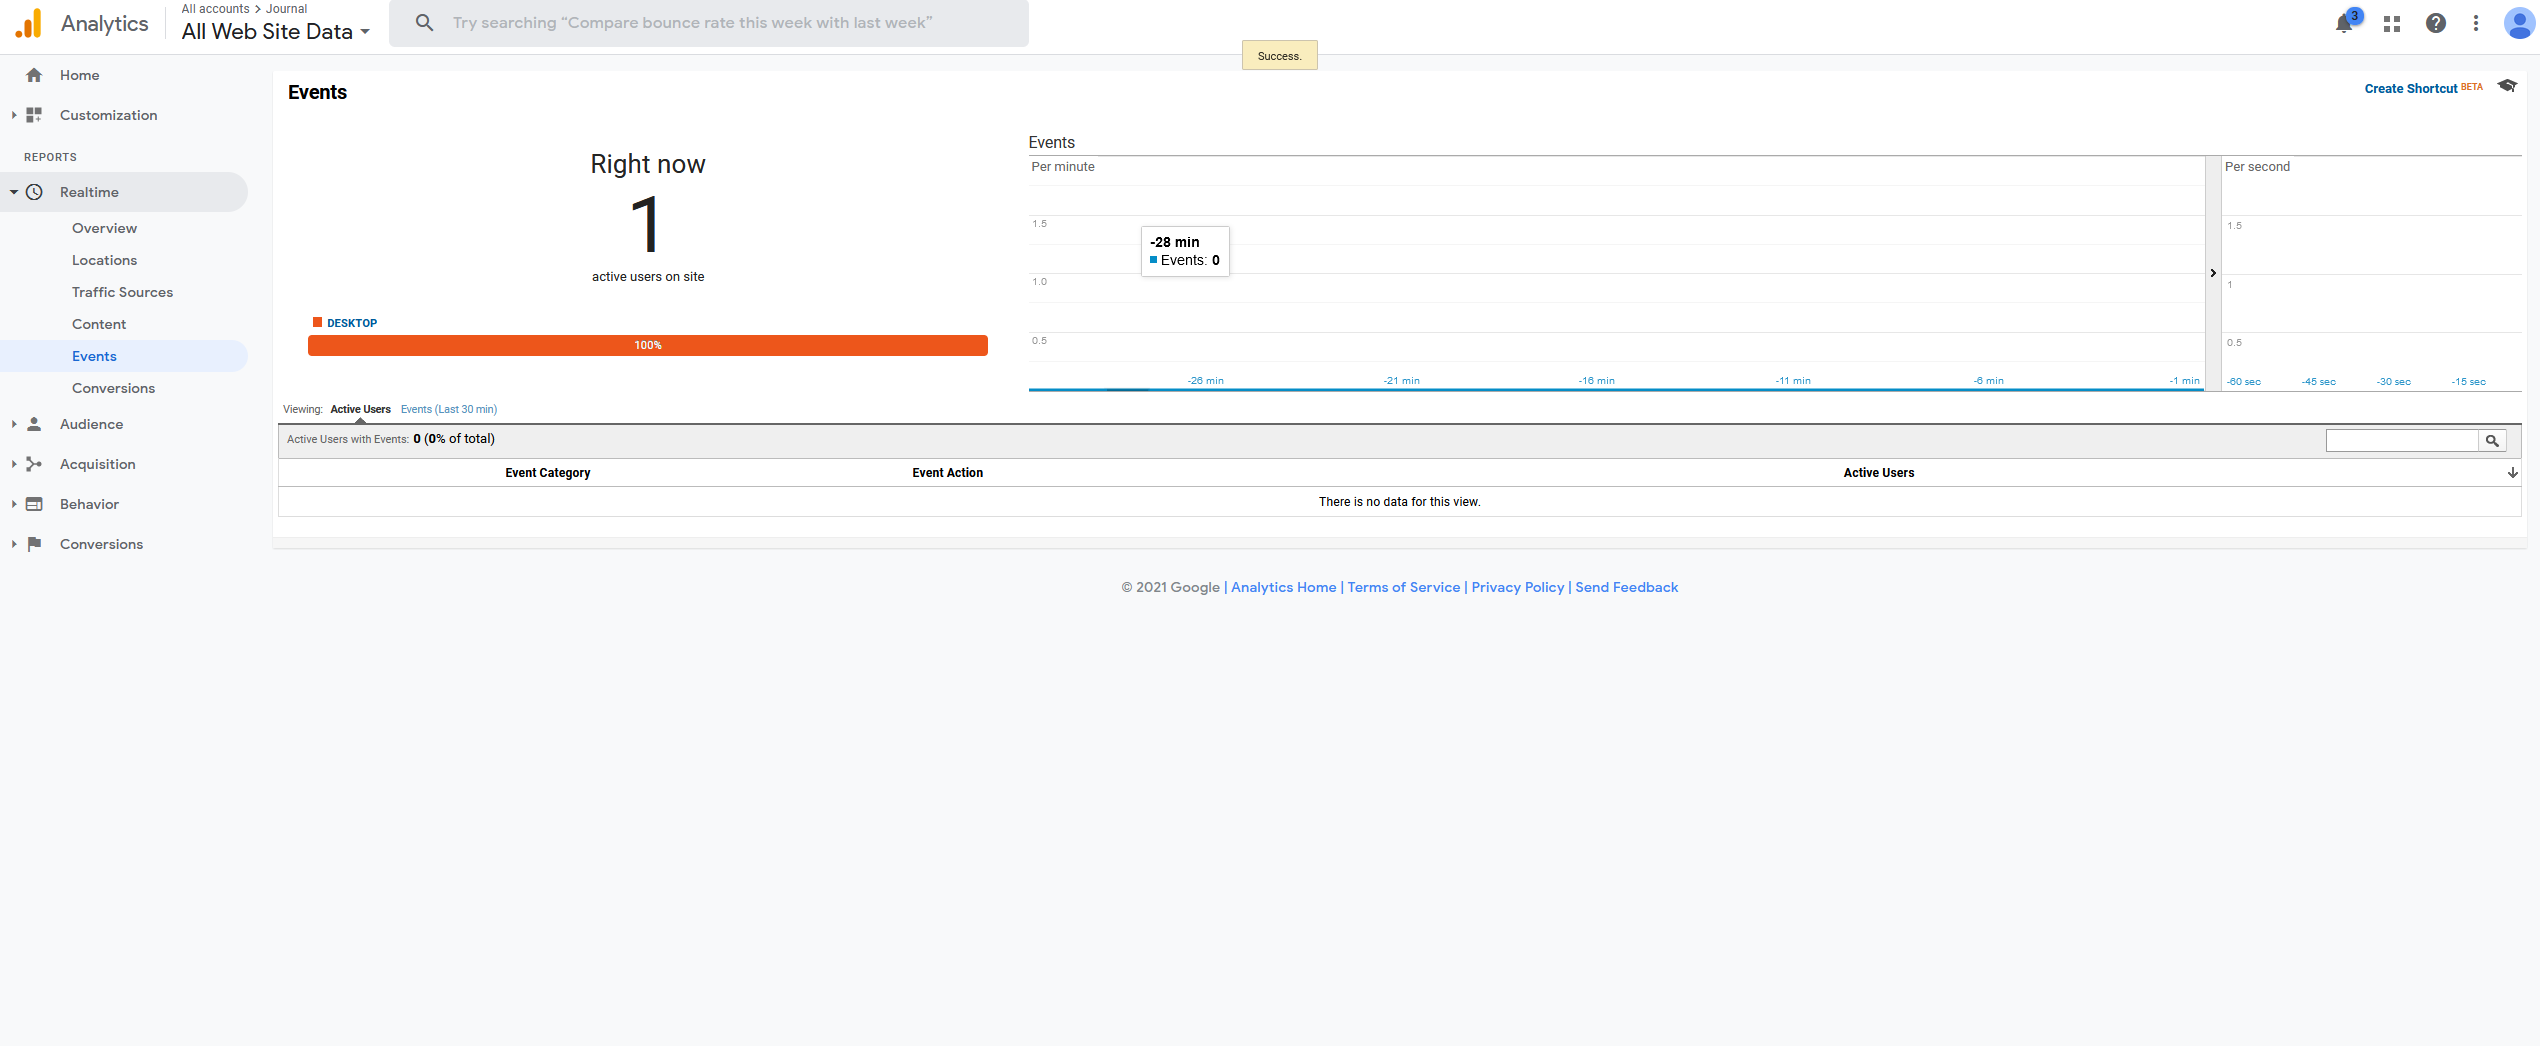 Analytics
All accounts > Journal
All Web Site Data
Try searching “Compare bounce rate this week with last week”
3
Success.
Home
Customization
REPORTS
Realtime
Overview
Locations
Traffic Sources
Content
Events
Conversions
Audience
Acquisition
Behavior
Conversions
Events
Create Shortcut BETA
Right now
1
active users on site
DESKTOP
100%
Events
Per minute
Per second
1.5
1.0
0.5
-28 min
Events: 0
-26 min -21 min -16 min -11 min -6 min -1 min
1.5
1
0.5
-60 sec -45 sec -30 sec -15 sec
Viewing: Active Users Events (Last 30 min)
Active Users with Events: 0 (0% of total)
Event Category Event Action Active Users
There is no data for this view.
© 2021 Google | Analytics Home | Terms of Service | Privacy Policy | Send Feedback